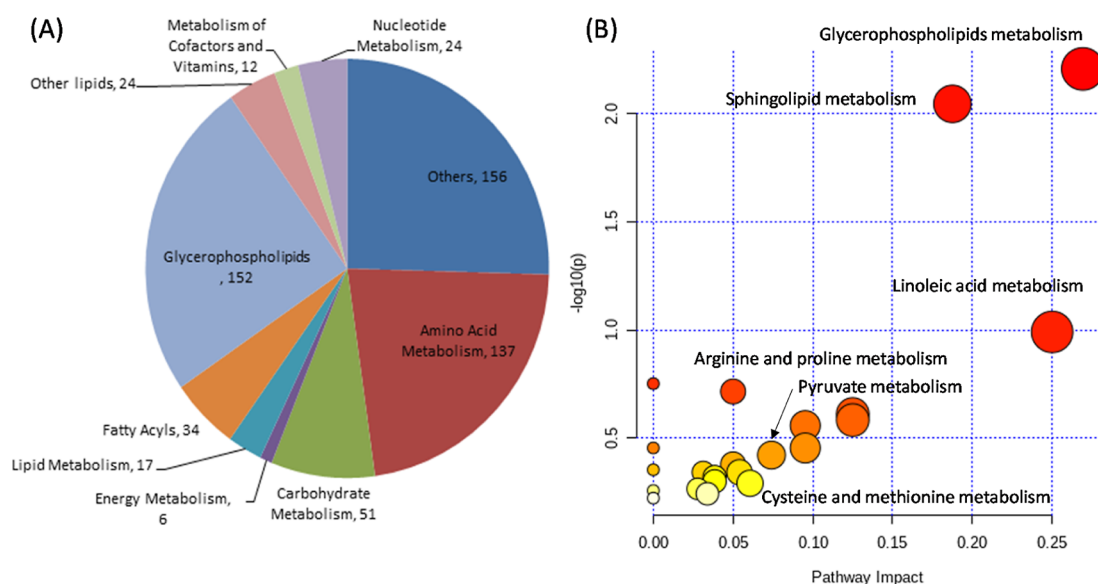 (A)
Metabolism of
Cofactors and
Vitamins, 12
Nucleotide
Metabolism, 24
Other lipids, 24
Others, 156
Glycerophospholipids
, 152
Amino Acid
Metabolism, 137
Fatty Acyls, 34
Lipid Metabolism, 17
Energy Metabolism,
6
Carbohydrate
Metabolism, 51
(B)
Glycerophospholipids metabolism
Sphingolipid metabolism
Linoleic acid metabolism
Arginine and proline metabolism
Pyruvate metabolism
Cysteine and methionine metabolism
-log10(p)
2.0
1.5
1.0
0.5
0.00 0.05 0.10 0.15 0.20 0.25
Pathway Impact